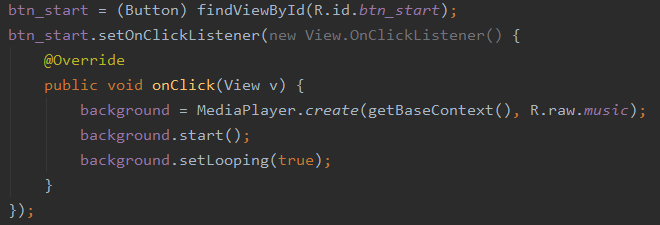 btn_start = (Button) findViewById(R.id.btn_start);
btn_start.setOnClickListener(new View.OnClickListener() {
@Override
public void onClick(View v) {
background = MediaPlayer.create(getBaseContext(), R.raw.music);
background.start();
background.setLooping(true);
}
});